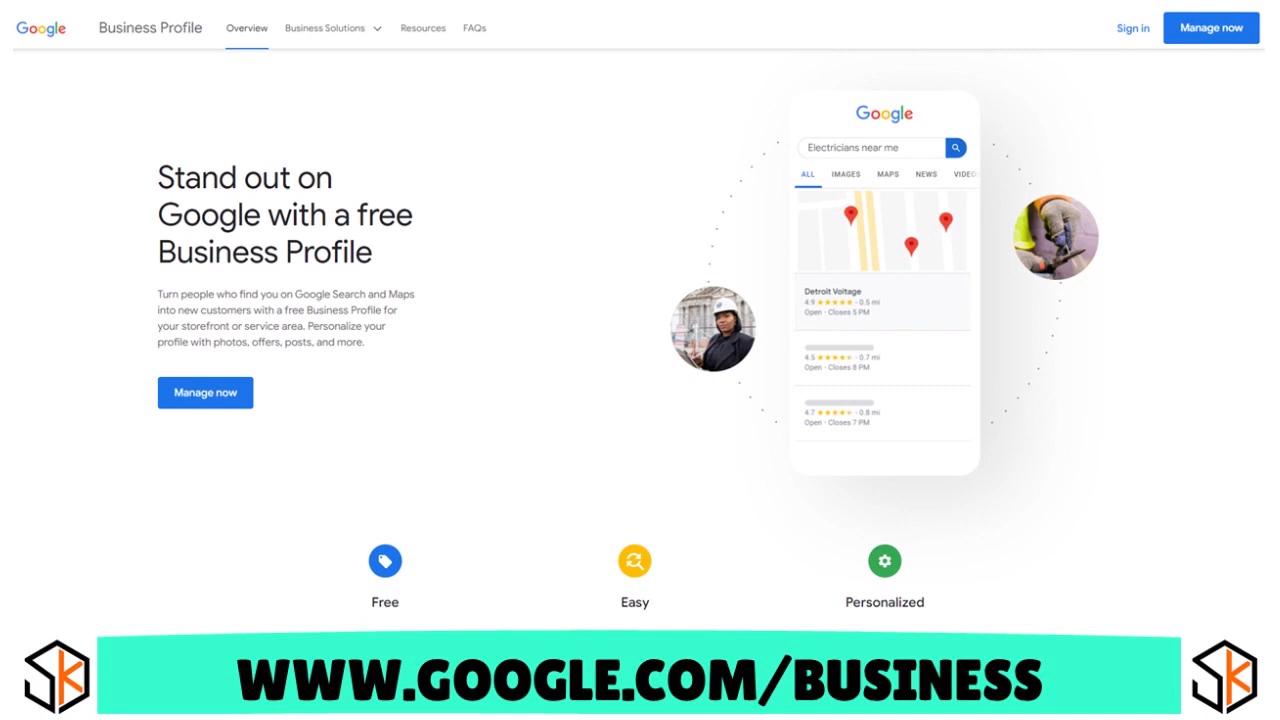 Google Business Profile Overview Business Solutions Resources FAQs Sign in Manage now
Stand out on
Google with a free
Business Profile
Turn people who find you on Google Search and Maps
into new customers with a free Business Profile for
your storefront or service area. Personalize your
profile with photos, offers, posts, and more.
Manage now
Google
Electricians near me
ALL IMAGES MAPS NEWS VIDEO
Detroit Voltage
4.9 ★★★★★ · 0.5 mi
Open · Closes 5 PM
4.5 ★★★★★ · 0.7 mi
Open · Closes 8 PM
4.7 ★★★★★ · 0.8 mi
Open · Closes 7 PM
Free Easy Personalized
SK WWW.GOOGLE.COM/BUSINESS SK